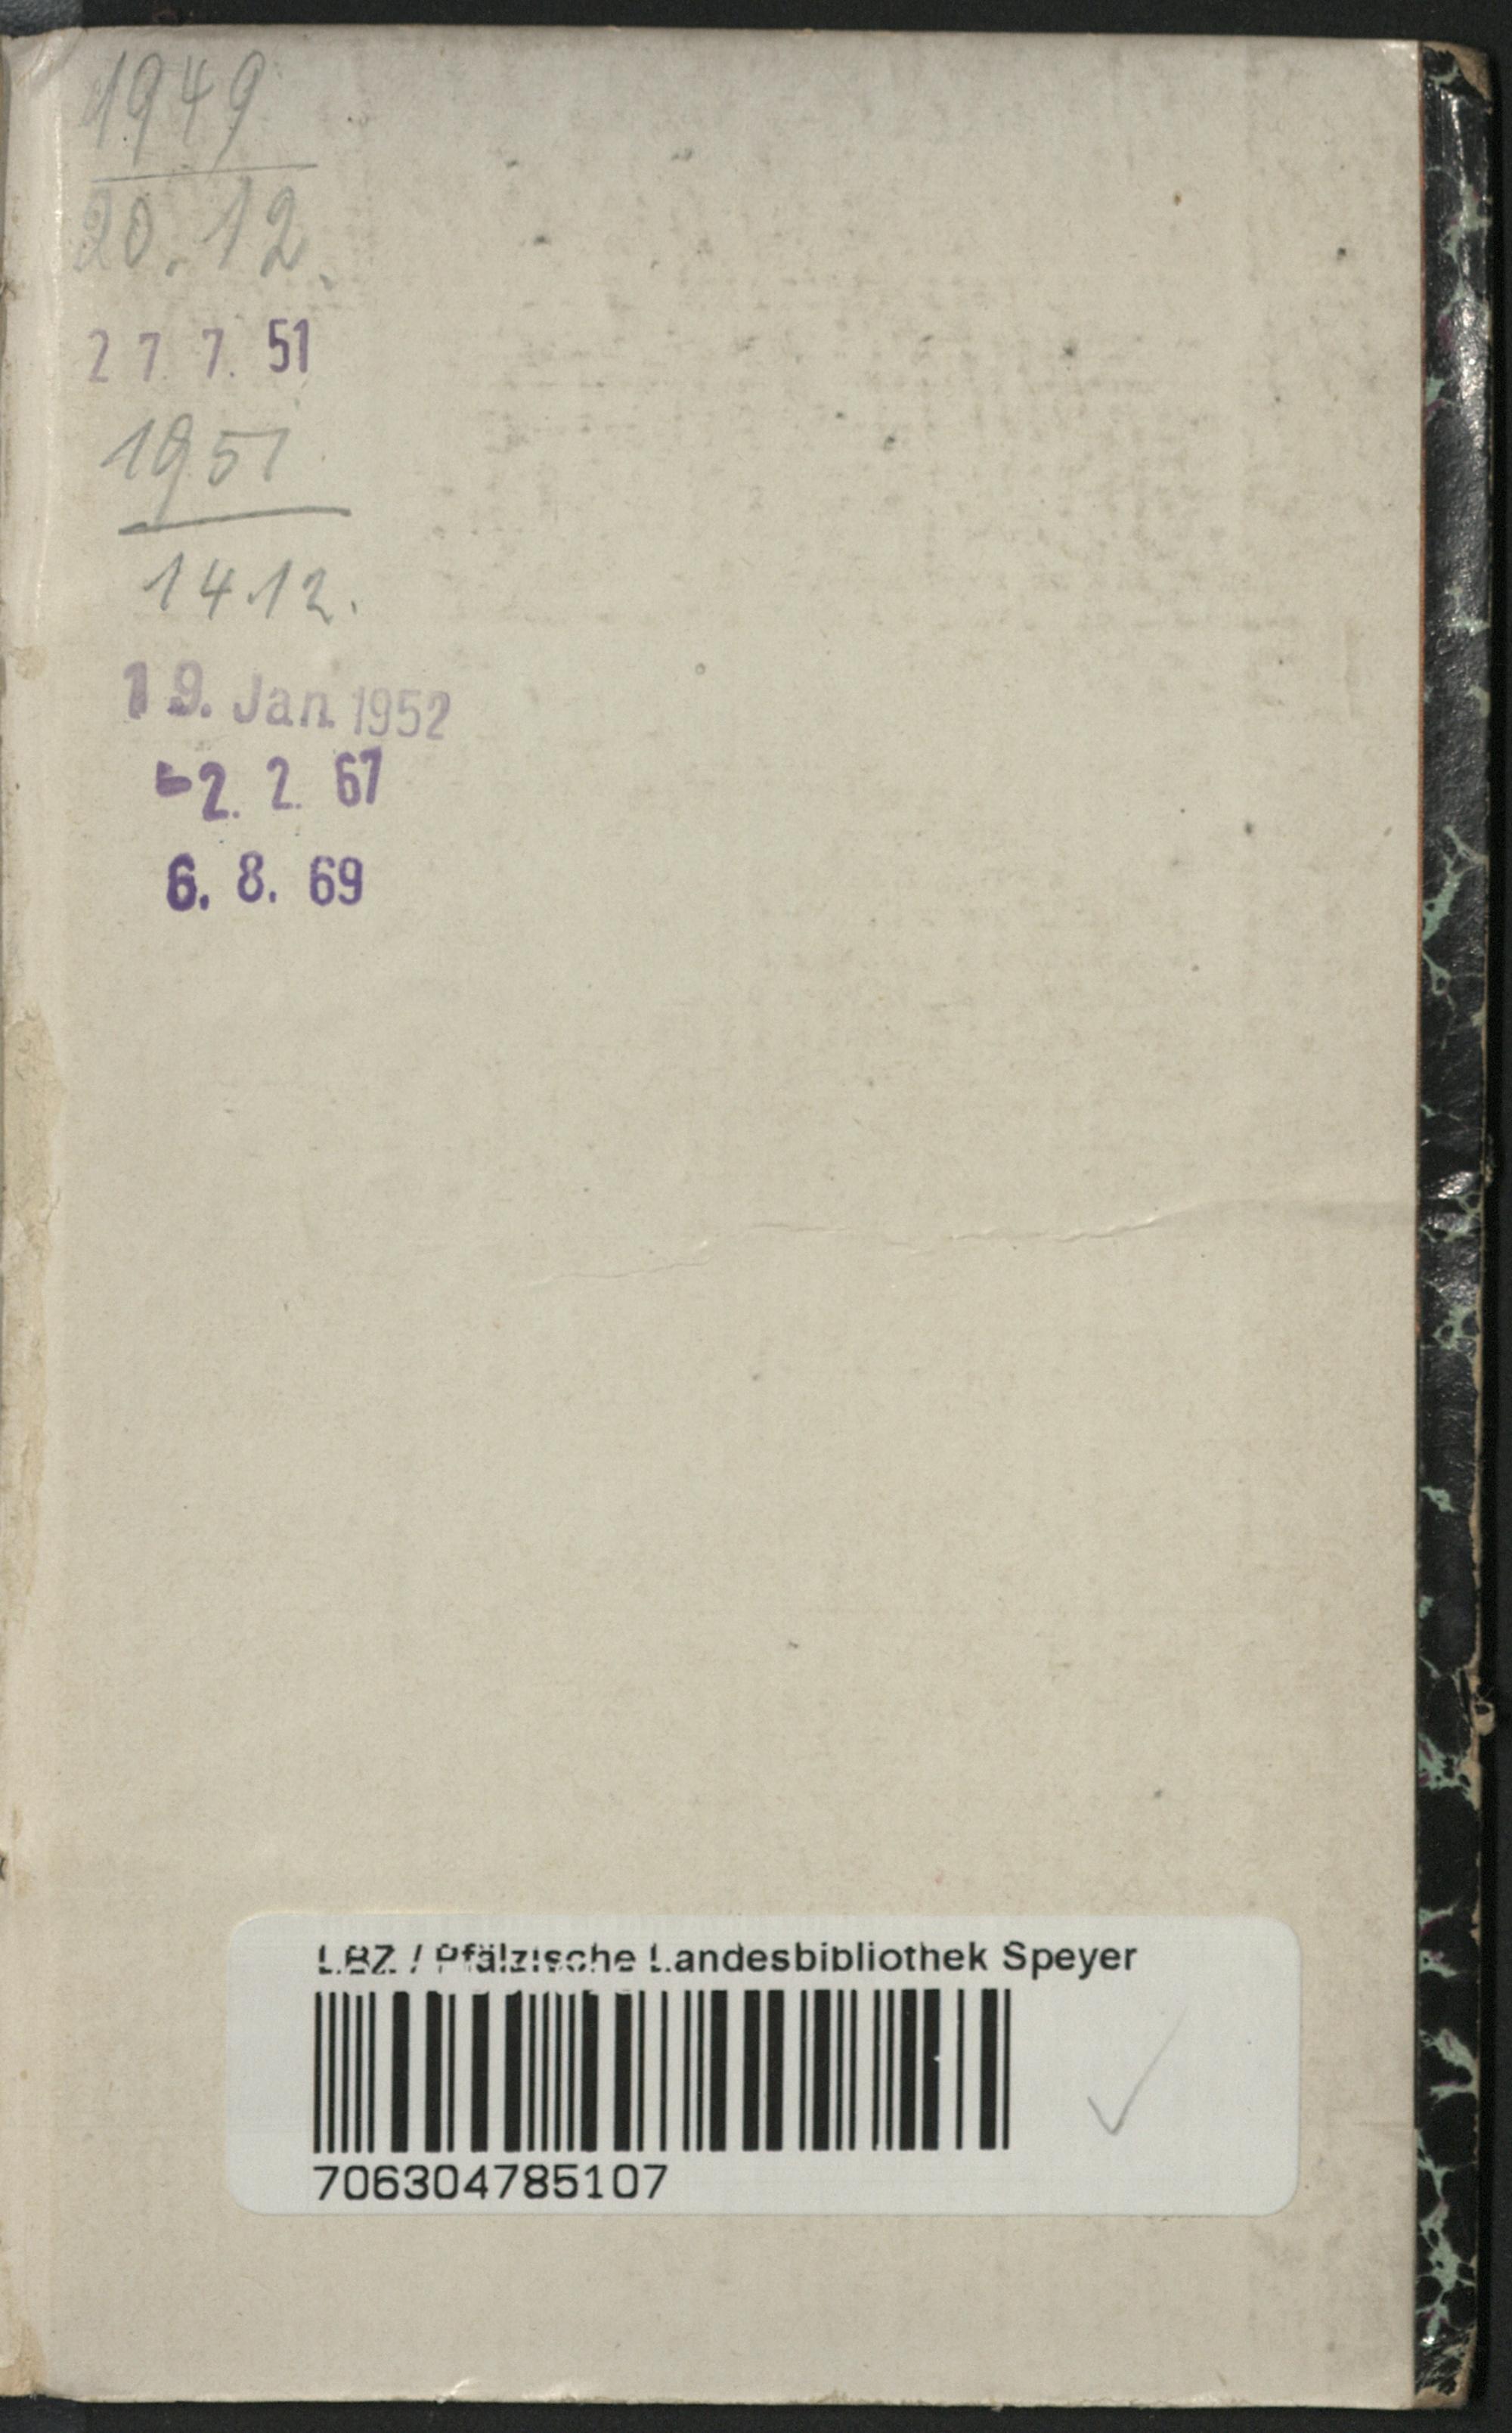 1949
20.12.
27. 7. 51
1951
14.12.
19. Jan. 1952
-2. 2. 67
6. 8. 69
LBZ / Pfälzische Landesbibliothek Speyer
706304785107